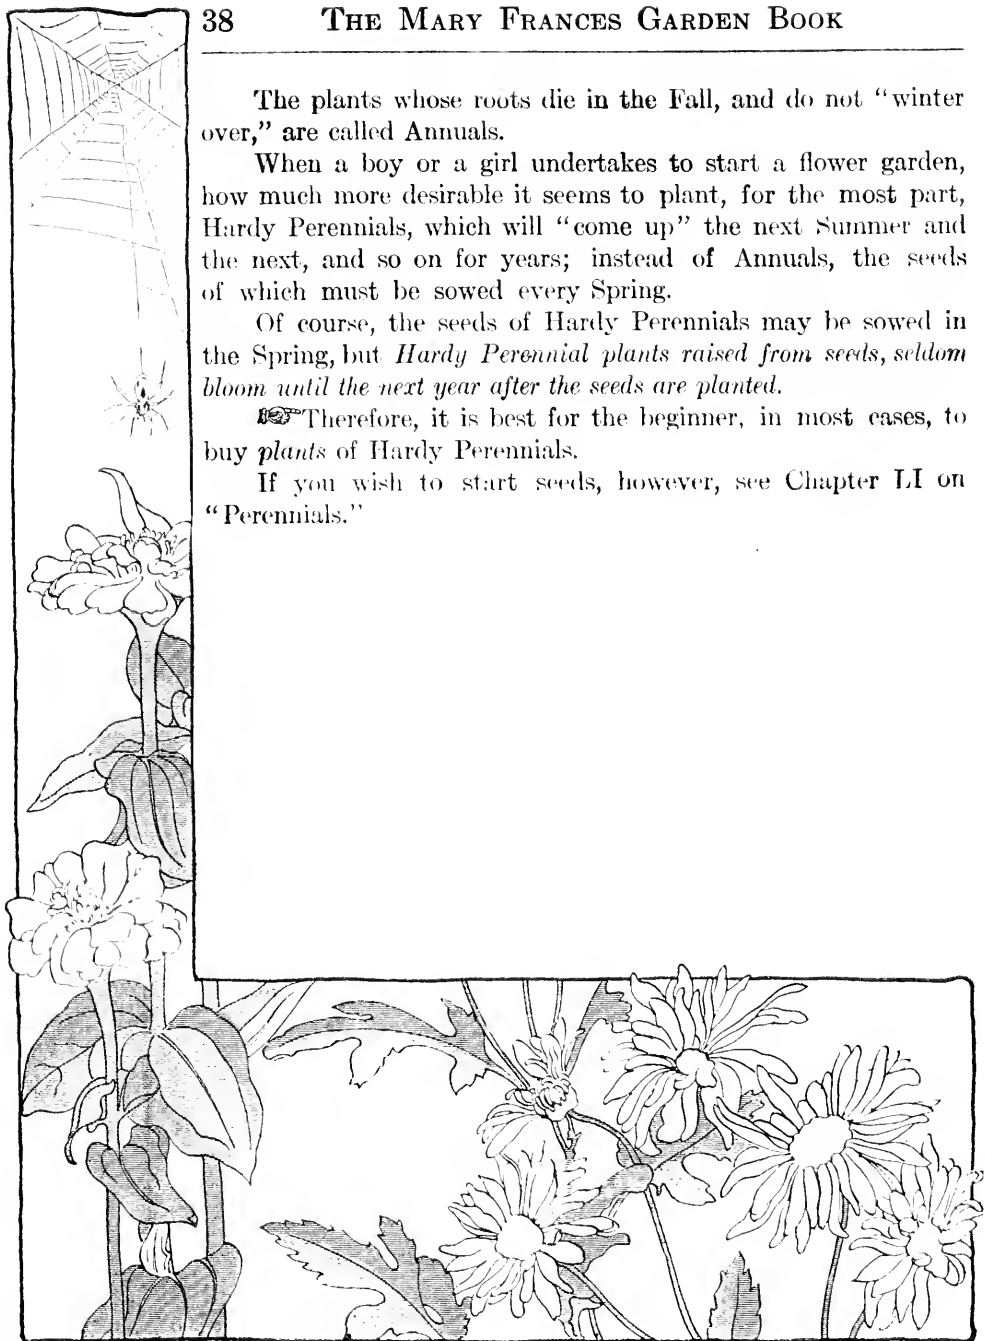 38 THE MARY FRANCES GARDEN BOOK
The plants whose roots die in the Fall, and do not “winter
over,” are called Annuals.
When a boy or a girl undertakes to start a flower garden,
how much more desirable it seems to plant, for the most part,
Hardy Perennials, which will “come up” the next Summer and
the next, and so on for years; instead of Annuals, the seeds
of which must be sowed every Spring.
Of course, the seeds of Hardy Perennials may be sowed in
the Spring, but Hardy Perennial plants raised from seeds, seldom
bloom until the next year after the seeds are planted.
☞Therefore, it is best for the beginner, in most cases, to
buy plants of Hardy Perennials.
If you wish to start seeds, however, see Chapter LI on
“Perennials.”